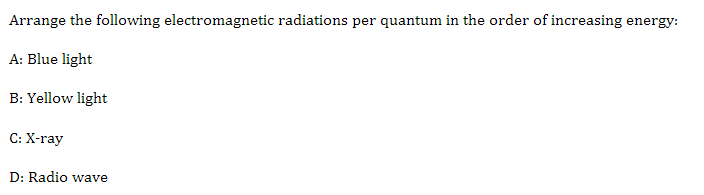 Arrange the following electromagnetic radiations per quantum in the order of increasing energy:
A: Blue light
B: Yellow light
C: X-ray
D: Radio wave